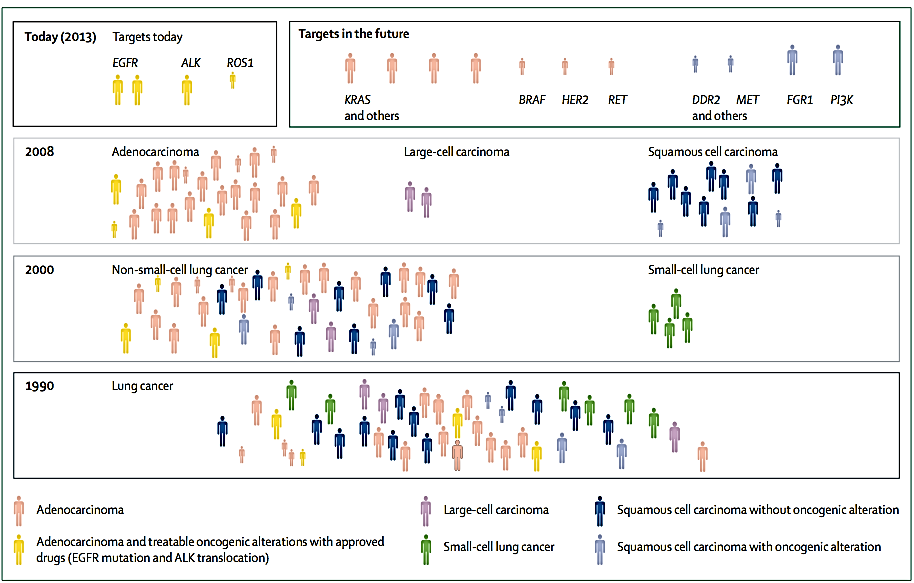 Today (2013) Targets today
EGFR ALK ROS1
Targets in the future
KRAS BRAF HER2 RET DDR2 MET FGR1 PI3K
and others and others
2008 Adenocarcinoma Large-cell carcinoma Squamous cell carcinoma
2000 Non-small-cell lung cancer Small-cell lung cancer
1990 Lung cancer
Adenocarcinoma
Adenocarcinoma and treatable oncogenic alterations with approved
drugs (EGFR mutation and ALK translocation)
Large-cell carcinoma
Small-cell lung cancer
Squamous cell carcinoma without oncogenic alteration
Squamous cell carcinoma with oncogenic alteration